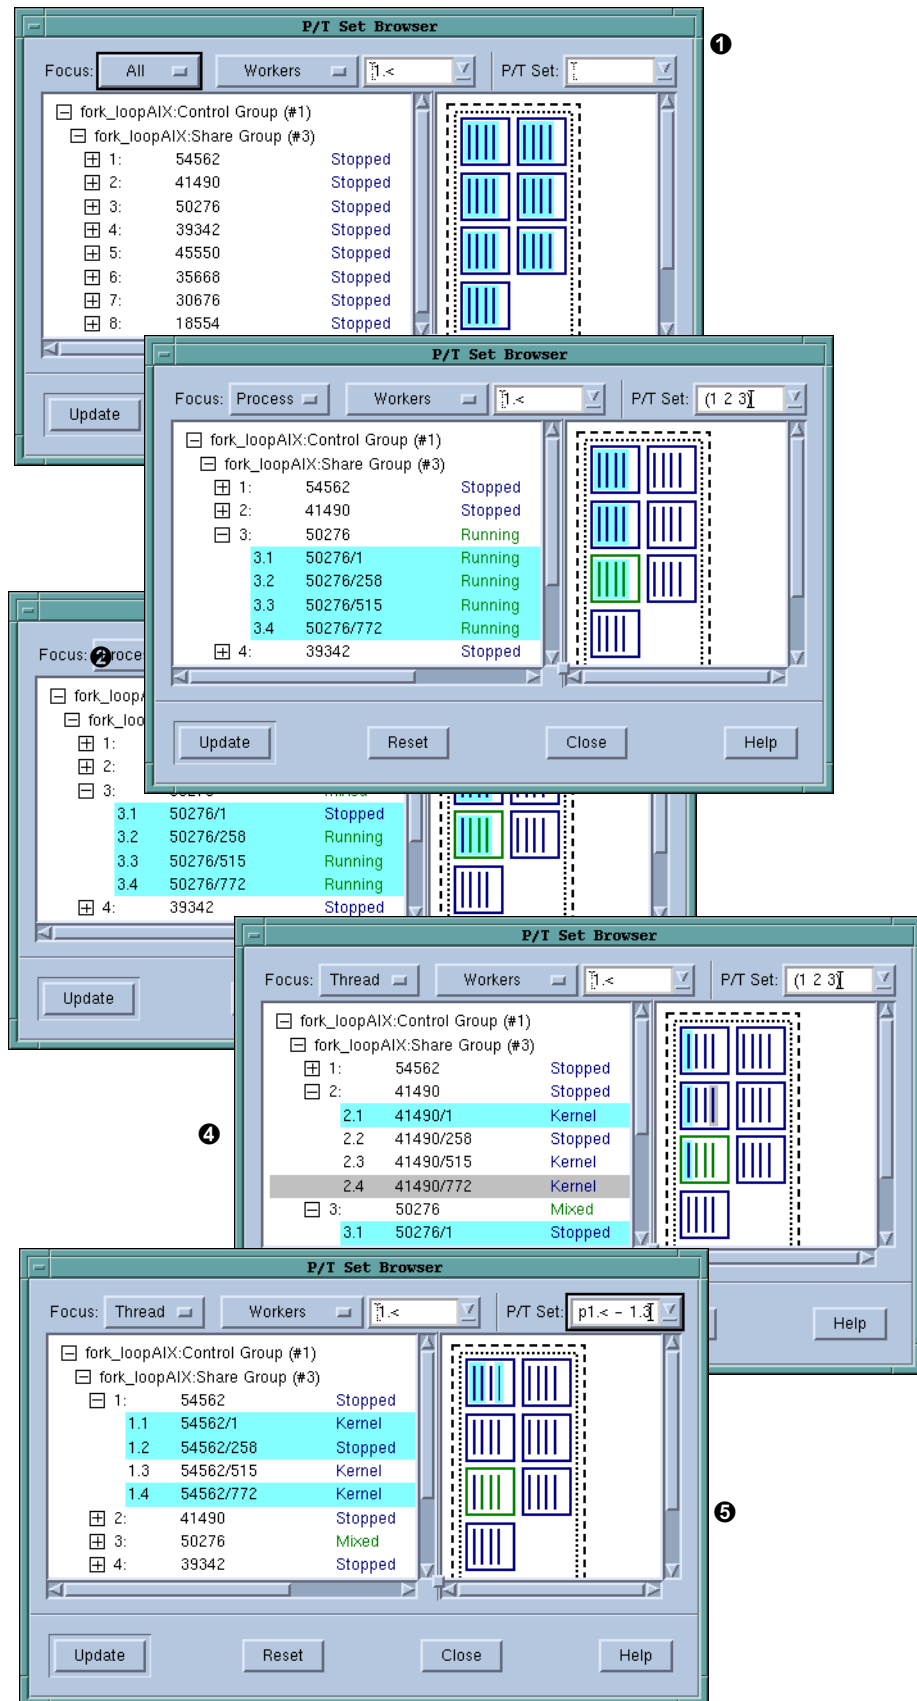 P/T Set Browser
❶
Focus: All Workers 1.< P/T Set:
fork_loopAIX:Control Group (#1)
fork_loopAIX:Share Group (#3)
1: 54562 Stopped
2: 41490 Stopped
3: 50276 Stopped
4: 39342 Stopped
5: 45550 Stopped
6: 35668 Stopped
7: 30676 Stopped
8: 18554 Stopped
Update
P/T Set Browser
Focus: Process Workers 1.< P/T Set: (1 2 3)
fork_loopAIX:Control Group (#1)
fork_loopAIX:Share Group (#3)
1: 54562 Stopped
2: 41490 Stopped
3: 50276 Running
3.1 50276/1 Running
3.2 50276/258 Running
3.3 50276/515 Running
3.4 50276/772 Running
4: 39342 Stopped
Update Reset Close Help
❷
Focus: Proce
fork_loop
fork_loo
1:
2:
3:
3.1 50276/1 Stopped
3.2 50276/258 Running
3.3 50276/515 Running
3.4 50276/772 Running
4: 39342 Stopped
Update
P/T Set Browser
Focus: Thread Workers 1.< P/T Set: (1 2 3)
fork_loopAIX:Control Group (#1)
fork_loopAIX:Share Group (#3)
1: 54562 Stopped
2: 41490 Stopped
2.1 41490/1 Kernel
2.2 41490/258 Stopped
2.3 41490/515 Kernel
2.4 41490/772 Kernel
3: 50276 Mixed
3.1 50276/1 Stopped
Help
❹
P/T Set Browser
Focus: Thread Workers 1.< P/T Set: p1.< - 1.3
fork_loopAIX:Control Group (#1)
fork_loopAIX:Share Group (#3)
1: 54562 Stopped
1.1 54562/1 Kernel
1.2 54562/258 Stopped
1.3 54562/515 Kernel
1.4 54562/772 Kernel
2: 41490 Stopped
3: 50276 Mixed
4: 39342 Stopped
❺
Update Reset Close Help